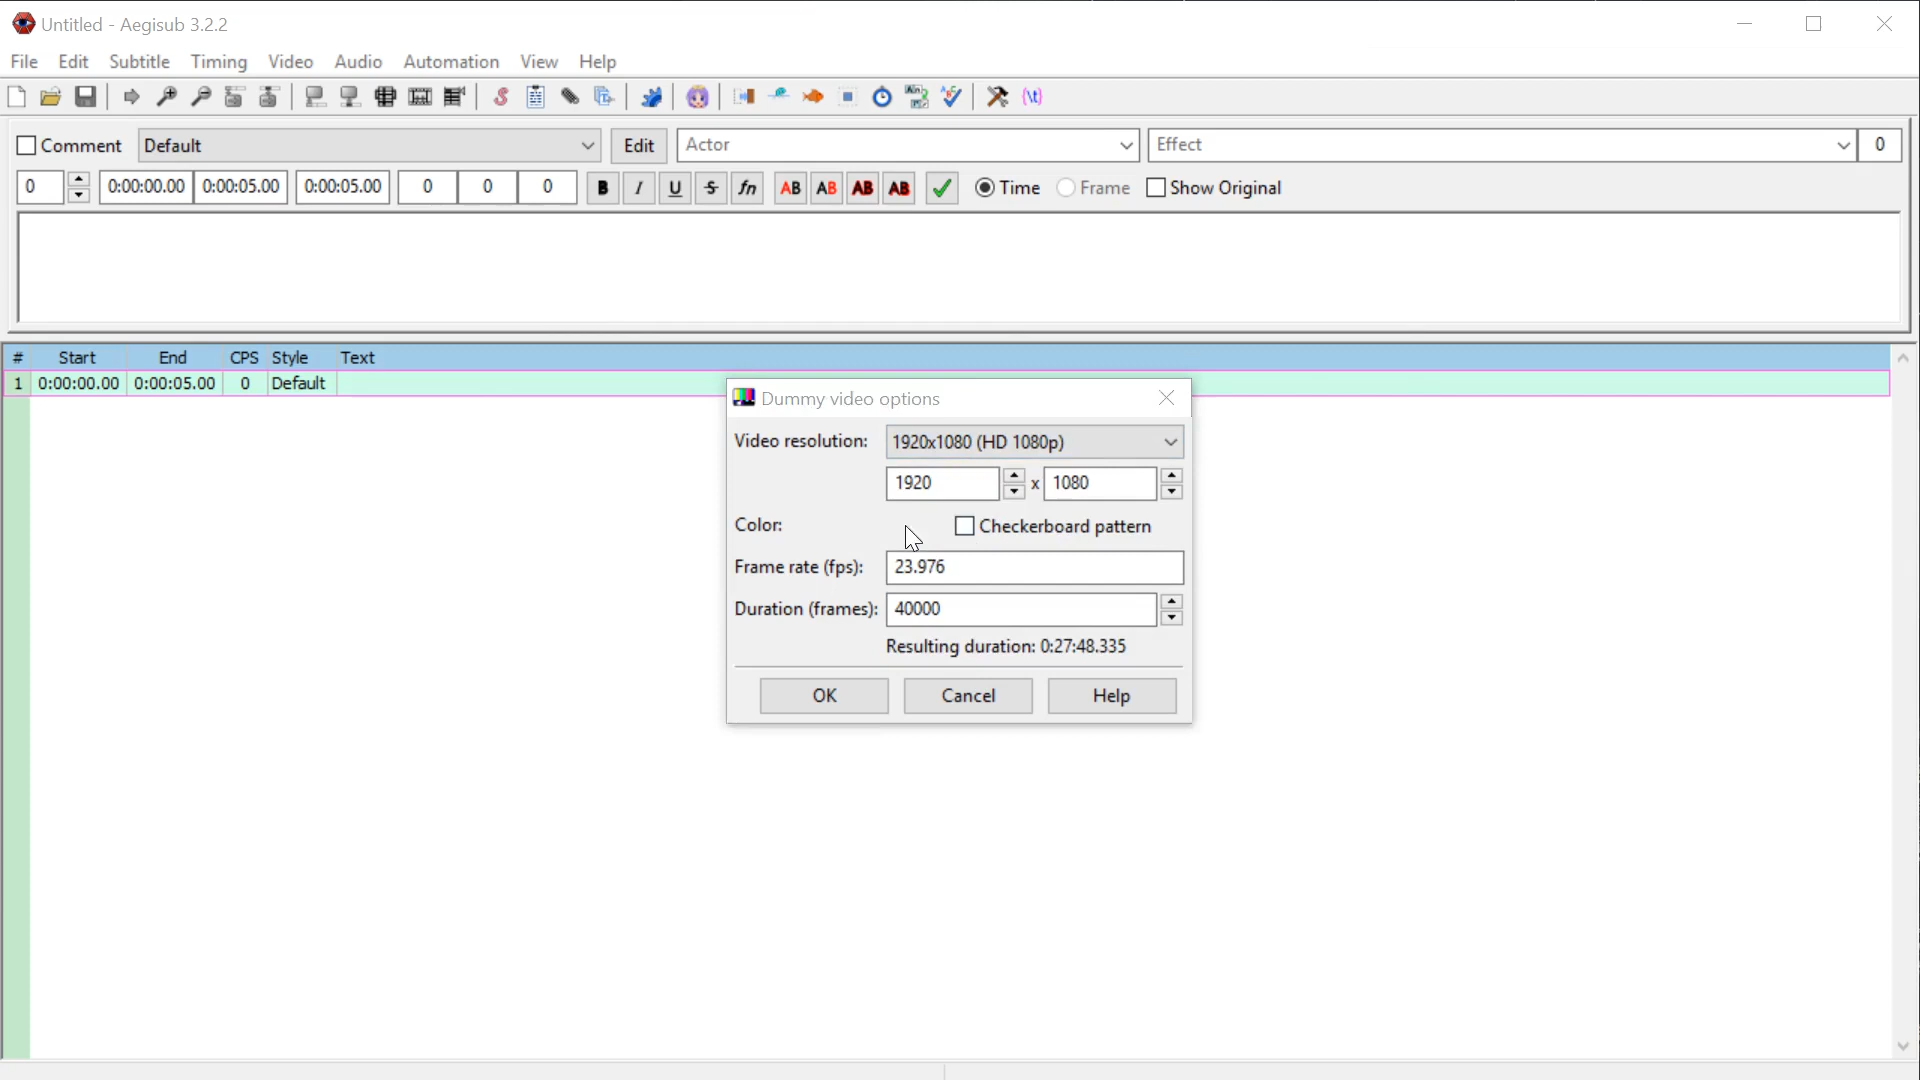 Untitled - Aegisub 3.2.2
File Edit Subtitle Timing Video Audio Automation View Help
Comment Default Edit Actor Effect 0
0 0:00:00.00 0:00:05.00 0:00:05.00 0 0 0 B I U S fn AB AB AB AB Time Frame Show Original
# Start End CPS Style Text
1 0:00:00.00 0:00:05.00 0 Default
Dummy video options
Video resolution: 1920x1080 (HD 1080p)
1920 x 1080
Color: Checkerboard pattern
Frame rate (fps): 23.976
Duration (frames): 40000
Resulting duration: 0:27:48.335
OK Cancel Help